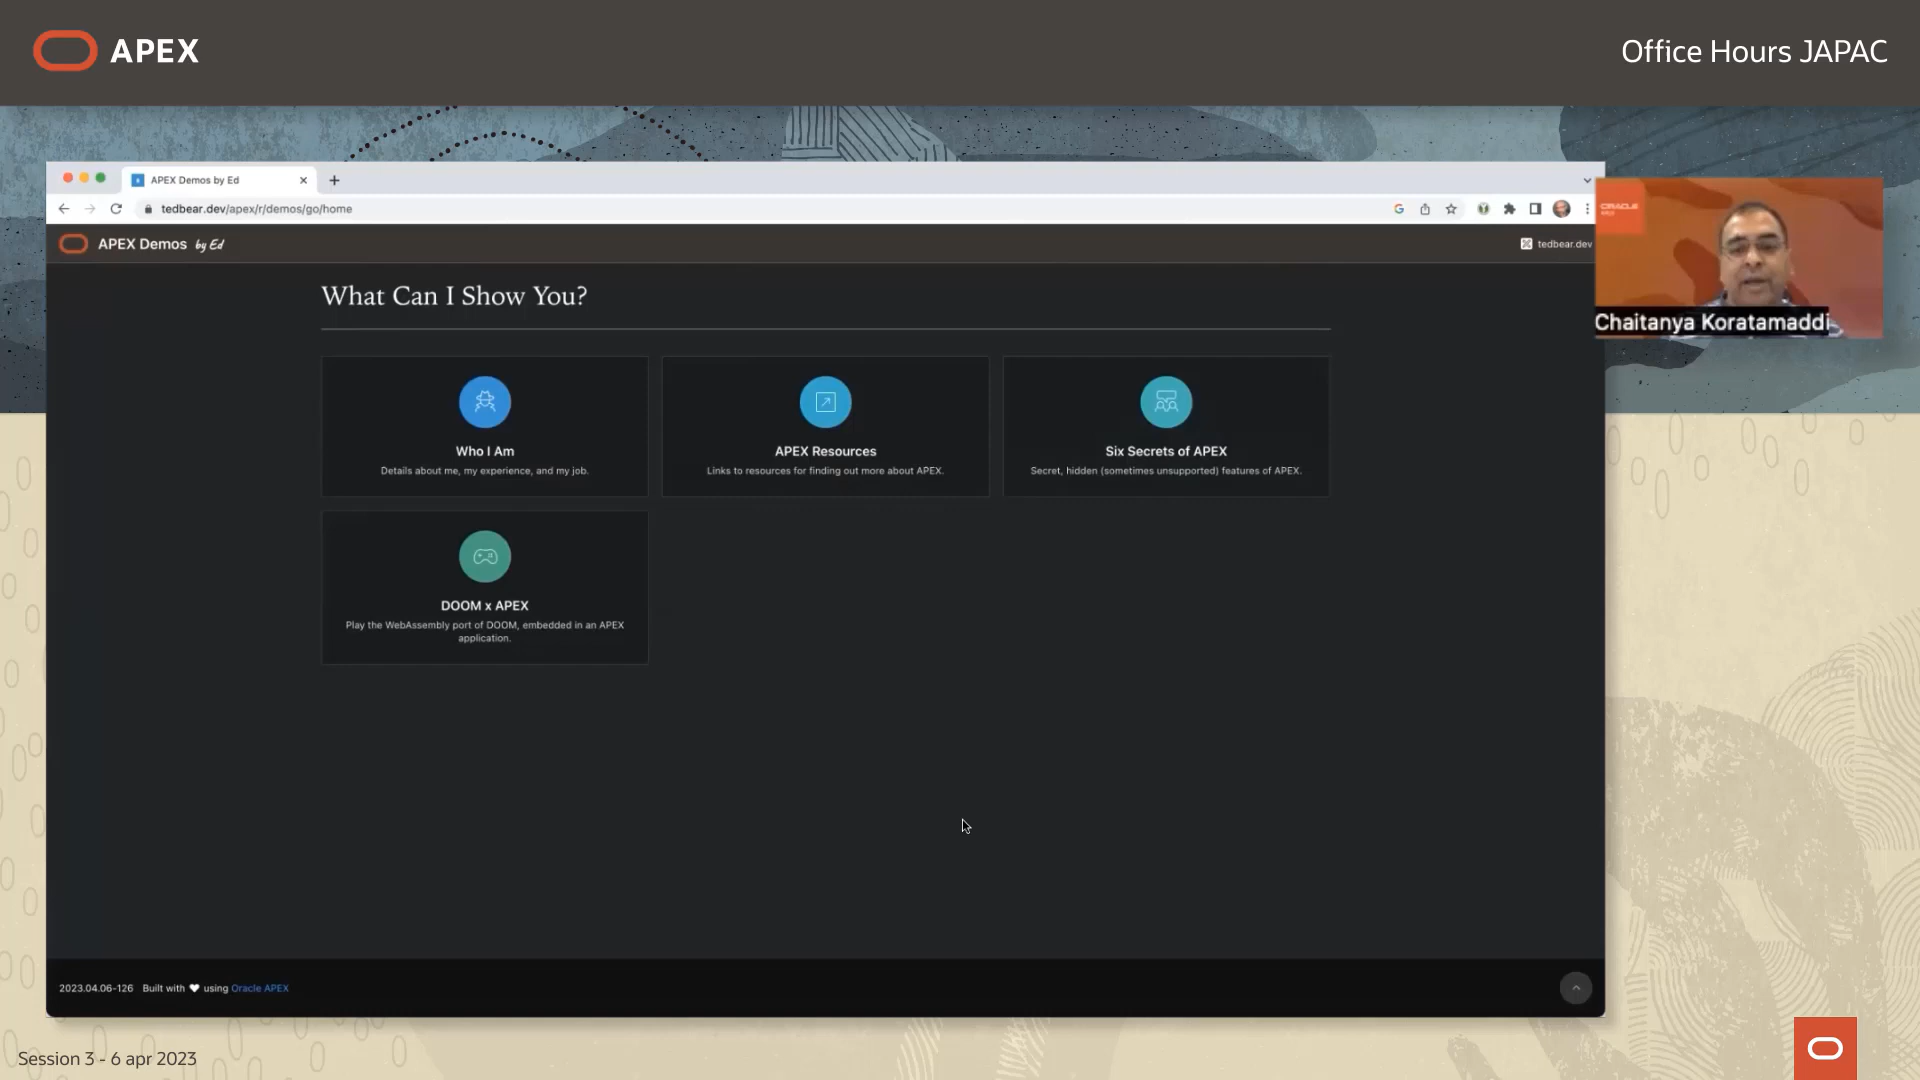 APEX
Office Hours JAPAC
APEX Demos by Ed
tedbear.dev/apex/r/demos/go/home
APEX Demos by Ed
tedbear.dev
ORACLE
APEX
Chaitanya Koratamaddi
What Can I Show You?
Who I Am
Details about me, my experience, and my job.
APEX Resources
Links to resources for finding out more about APEX.
Six Secrets of APEX
Secret, hidden (sometimes unsupported) features of APEX.
DOOM x APEX
Play the WebAssembly port of DOOM, embedded in an APEX
application.
2023.04.06-126 Built with ♥ using Oracle APEX
Session 3 - 6 apr 2023